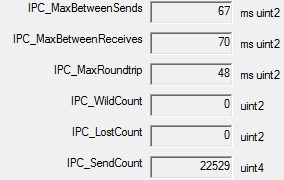 IPC_MaxBetweenSends 67 ms uint2
IPC_MaxBetweenReceives 70 ms uint2
IPC_MaxRoundtrip 48 ms uint2
IPC_WildCount 0 uint2
IPC_LostCount 0 uint2
IPC_SendCount 22529 uint4